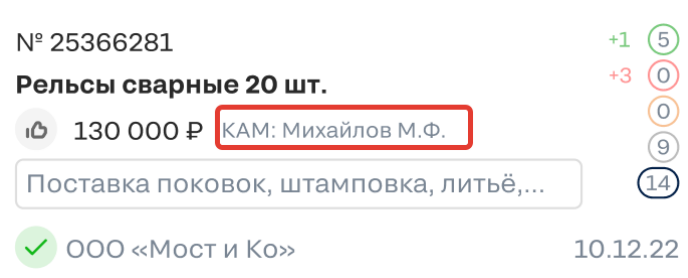 № 25366281
+1 5
Рельсы сварные 20 шт.
+3 0
0
130 000 ₽ КАМ: Михайлов М.Ф.
9
Поставка поковок, штамповка, литьё,...
14
ООО «Мост и Ко» 10.12.22